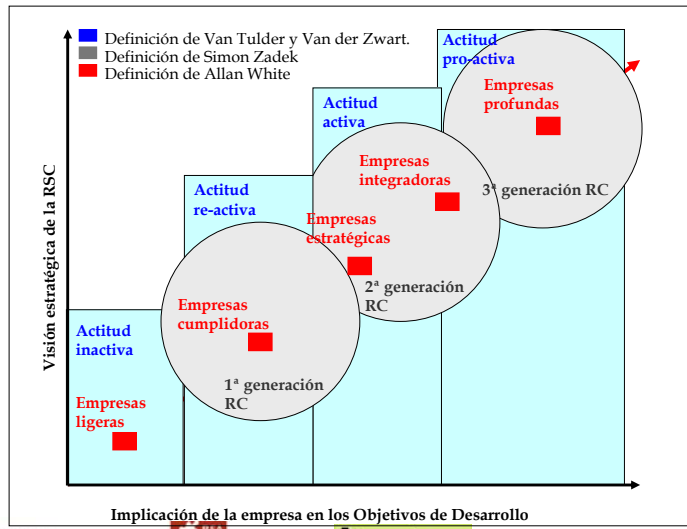 Definición de Van Tulder y Van der Zwart.
Definición de Simon Zadek
Definición de Allan White
Actitud
pro-activa
Empresas
profundas
3ª generación RC
Actitud
activa
Empresas
integradoras
Empresas
estratégicas
2ª generación
RC
Actitud
re-activa
Empresas
cumplidoras
1ª generación
RC
Actitud
inactiva
Empresas
ligeras
Visión estratégica de la RSC
Implicación de la empresa en los Objetivos de Desarrollo